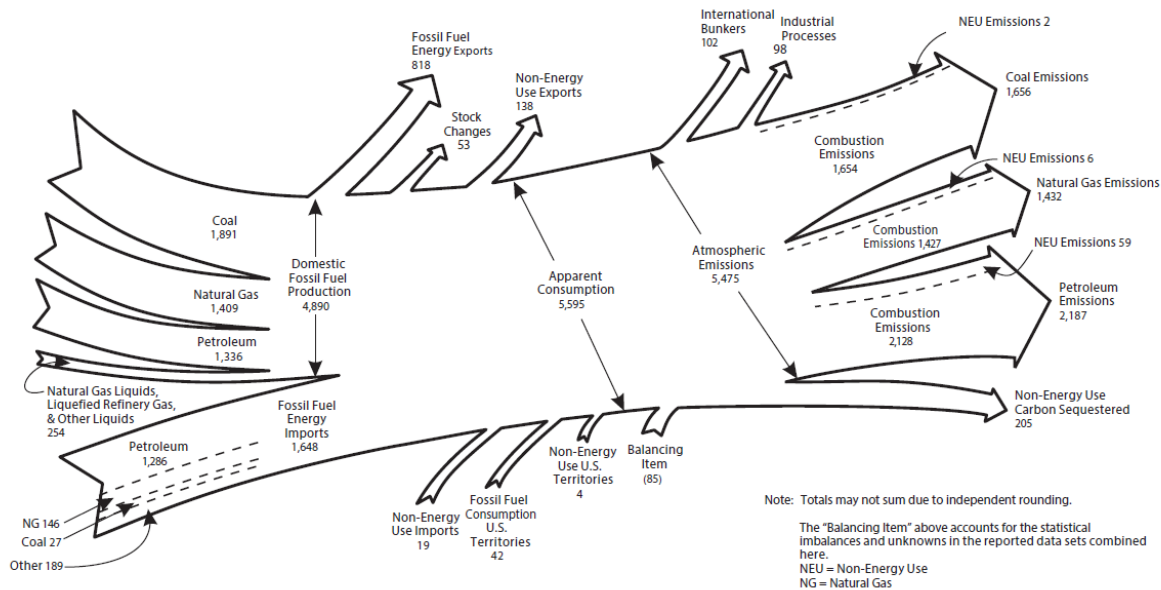 Fossil Fuel
Energy Exports
818
Stock
Changes
53
Non-Energy
Use Exports
138
International
Bunkers
102
Industrial
Processes
98
NEU Emissions 2
Coal Emissions
1,656
Combustion
Emissions
1,654
NEU Emissions 6
Natural Gas Emissions
1,432
Combustion
Emissions 1,427
NEU Emissions 59
Petroleum
Emissions
2,187
Combustion
Emissions
2,128
Non-Energy Use
Carbon Sequestered
205
Coal
1,891
Natural Gas
1,409
Petroleum
1,336
Natural Gas Liquids,
Liquefied Refinery Gas,
& Other Liquids
254
Domestic
Fossil Fuel
Production
4,890
Apparent
Consumption
5,595
Atmospheric
Emissions
5,475
Petroleum
1,286
Fossil Fuel
Energy
Imports
1,648
NG 146
Coal 27
Other 189
Non-Energy
Use Imports
19
Fossil Fuel
Consumption
U.S.
Territories
42
Non-Energy
Use U.S.
Territories
4
Balancing
Item
(85)
Note: Totals may not sum due to independent rounding.
The "Balancing Item" above accounts for the statistical
imbalances and unknowns in the reported data sets combined
here.
NEU = Non-Energy Use
NG = Natural Gas